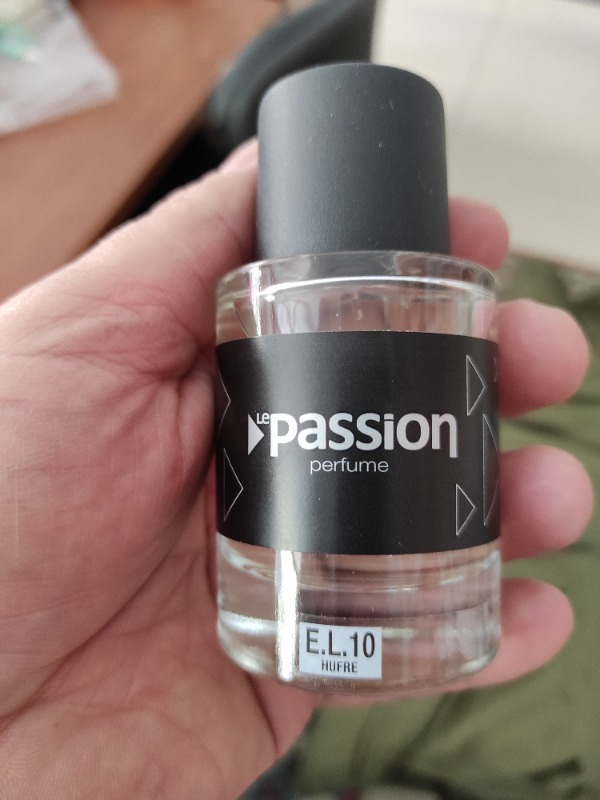 Le passion
perfume
E.L.10
HUFRE